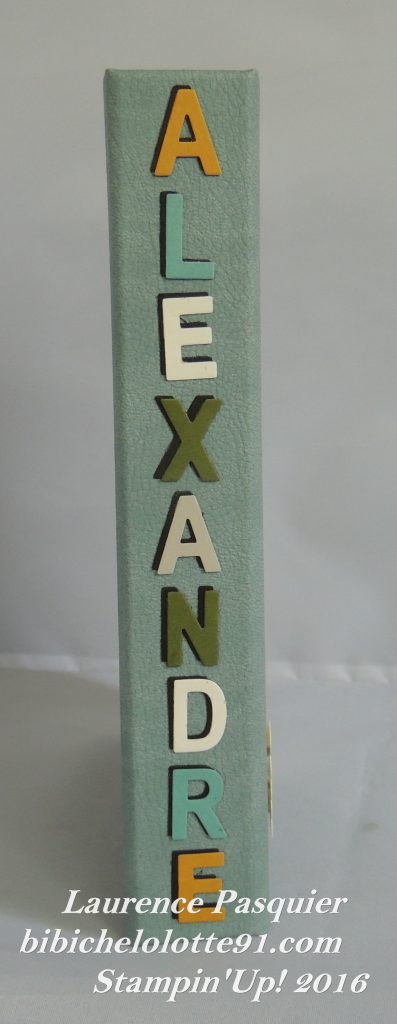 ALEXANDRE
Laurence Pasquier
bibichelolotte91.com
Stampin'Up! 2016